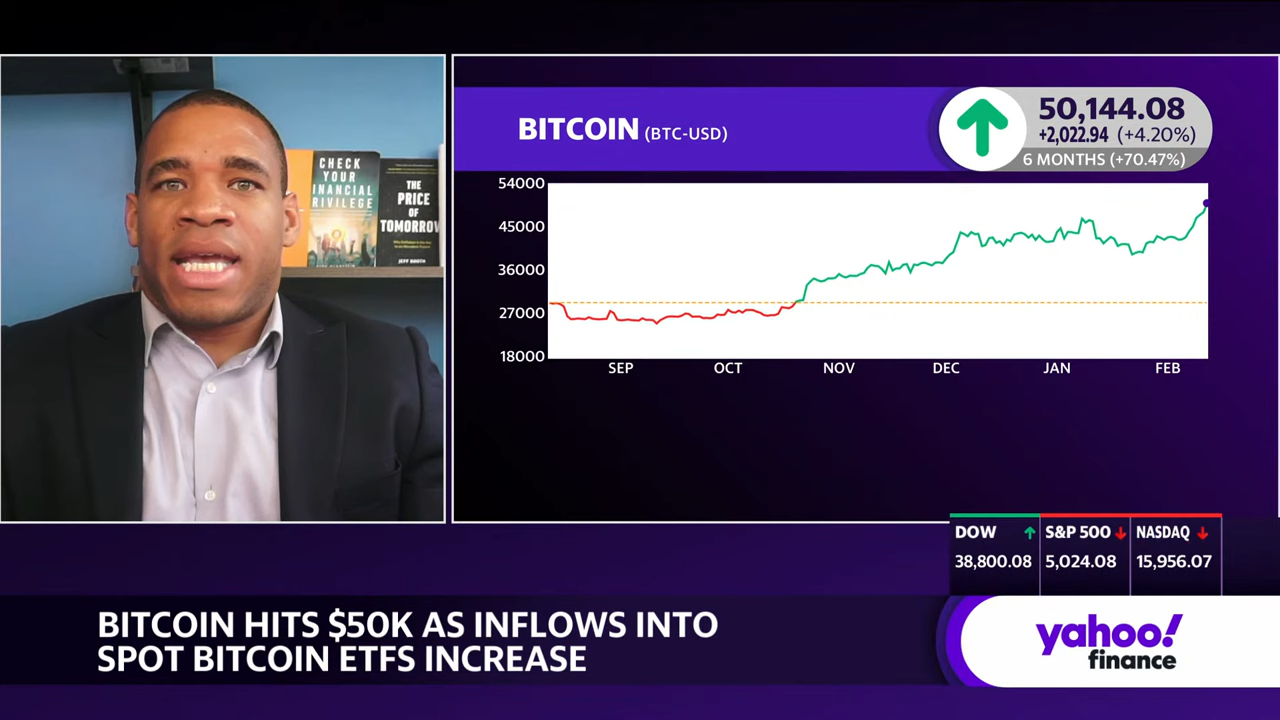 CHECK
YOUR
FINANCIAL
PRIVILEGE
THE
PRICE
OF
TOMORROW
JEFF BOOTH
BITCOIN (BTC-USD)
50,144.08
+2,022.94 (+4.20%)
6 MONTHS (+70.47%)
54000
45000
36000
27000
18000
SEP OCT NOV DEC JAN FEB
DOW S&P 500 NASDAQ
38,800.08 5,024.08 15,956.07
BITCOIN HITS $50K AS INFLOWS INTO
SPOT BITCOIN ETFS INCREASE
yahoo!
finance